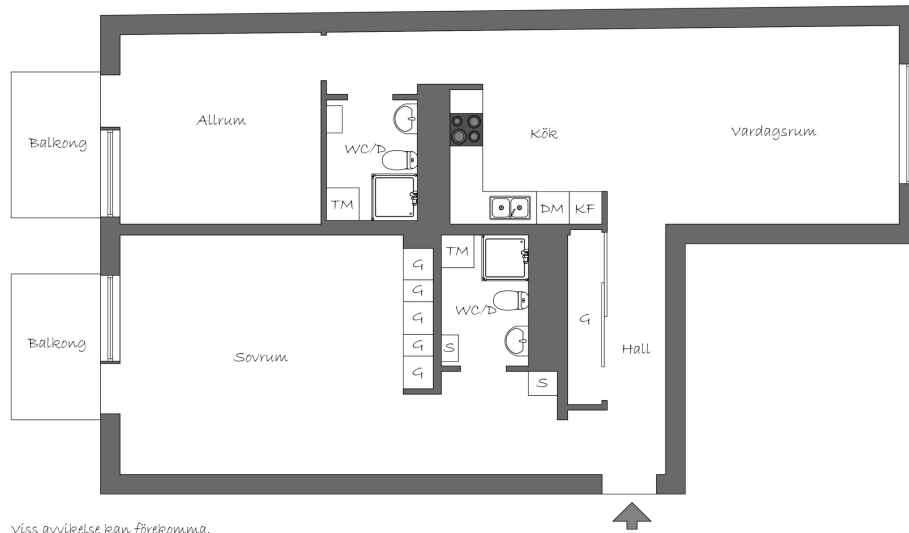 Allrum
Kök
Vardagsrum
Balkong
WC/D
TM
DM
KF
TM
G
G
G
G
G
WC/D
G
Balkong
Sovrum
S
Hall
S
Viss avvikelse kan förekomma.